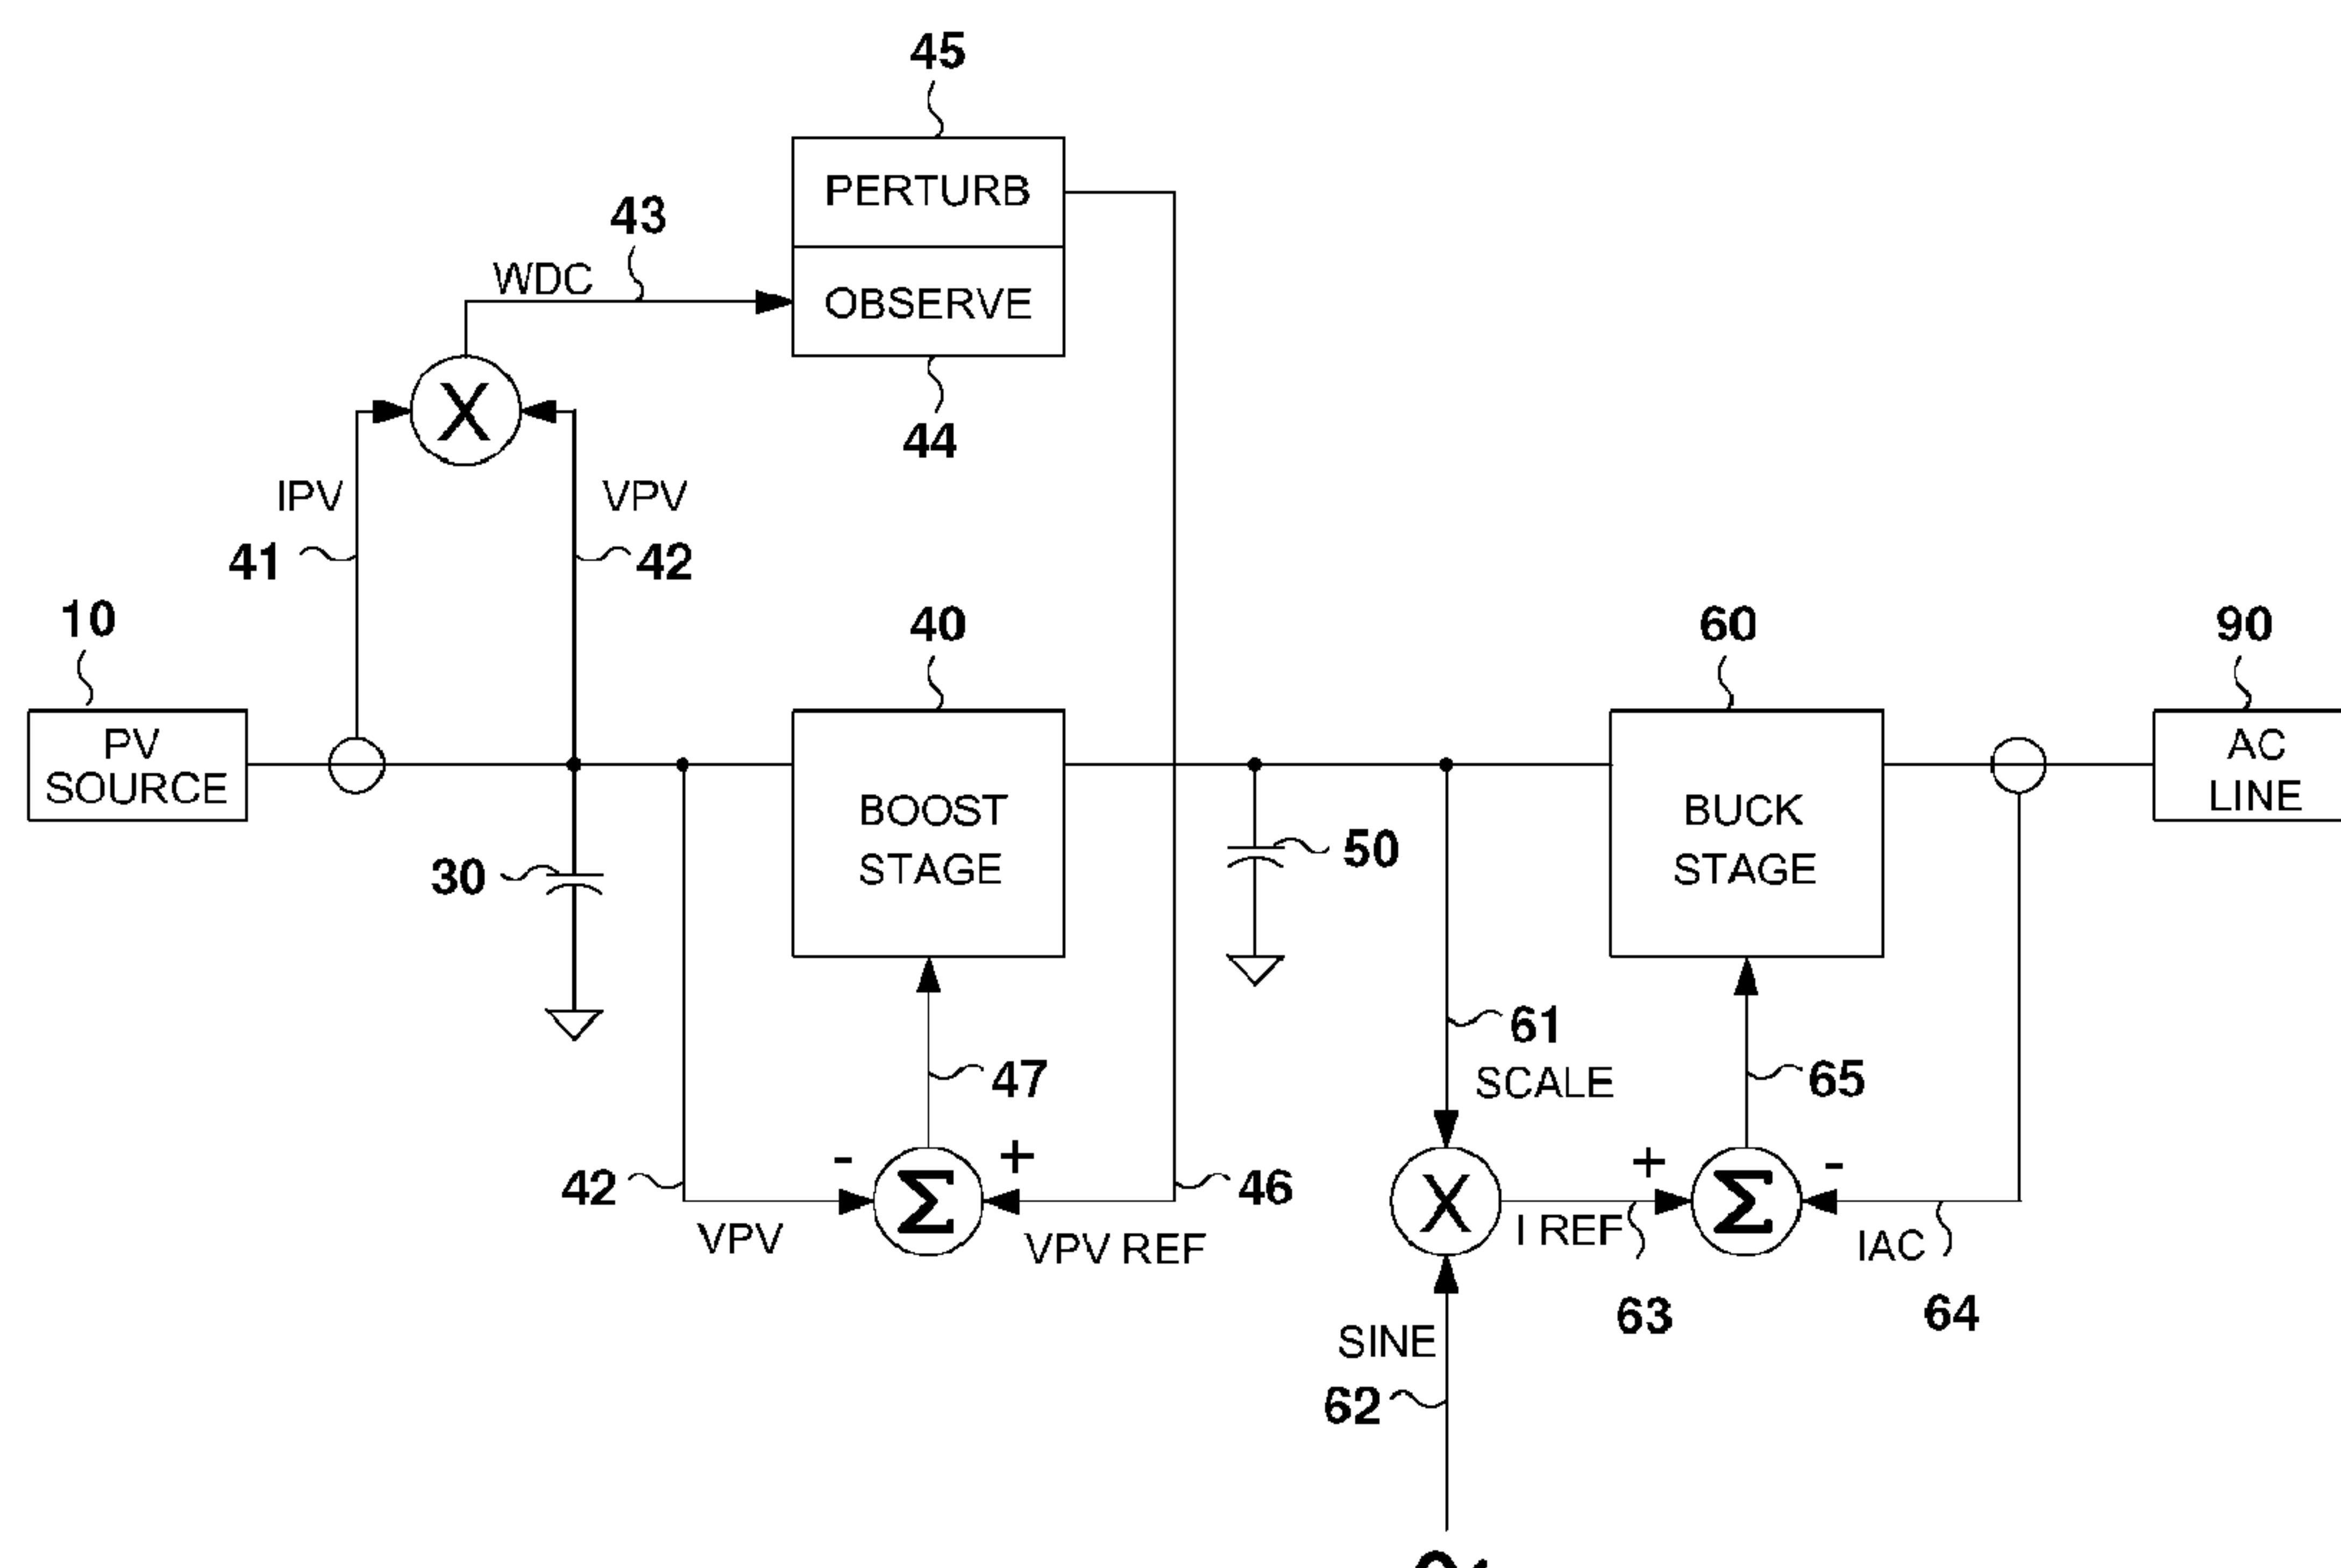 45
PERTURB
43
WDC
OBSERVE
X
44
IPV
VPV
41
42
10
40
60
90
PV
SOURCE
AC
LINE
BOOST
STAGE
BUCK
STAGE
30
50
61
SCALE
47
65
-
+
+
-
42
Σ
46
X
Σ
VPV
VPV REF
I REF
IAC
63
64
SINE
62